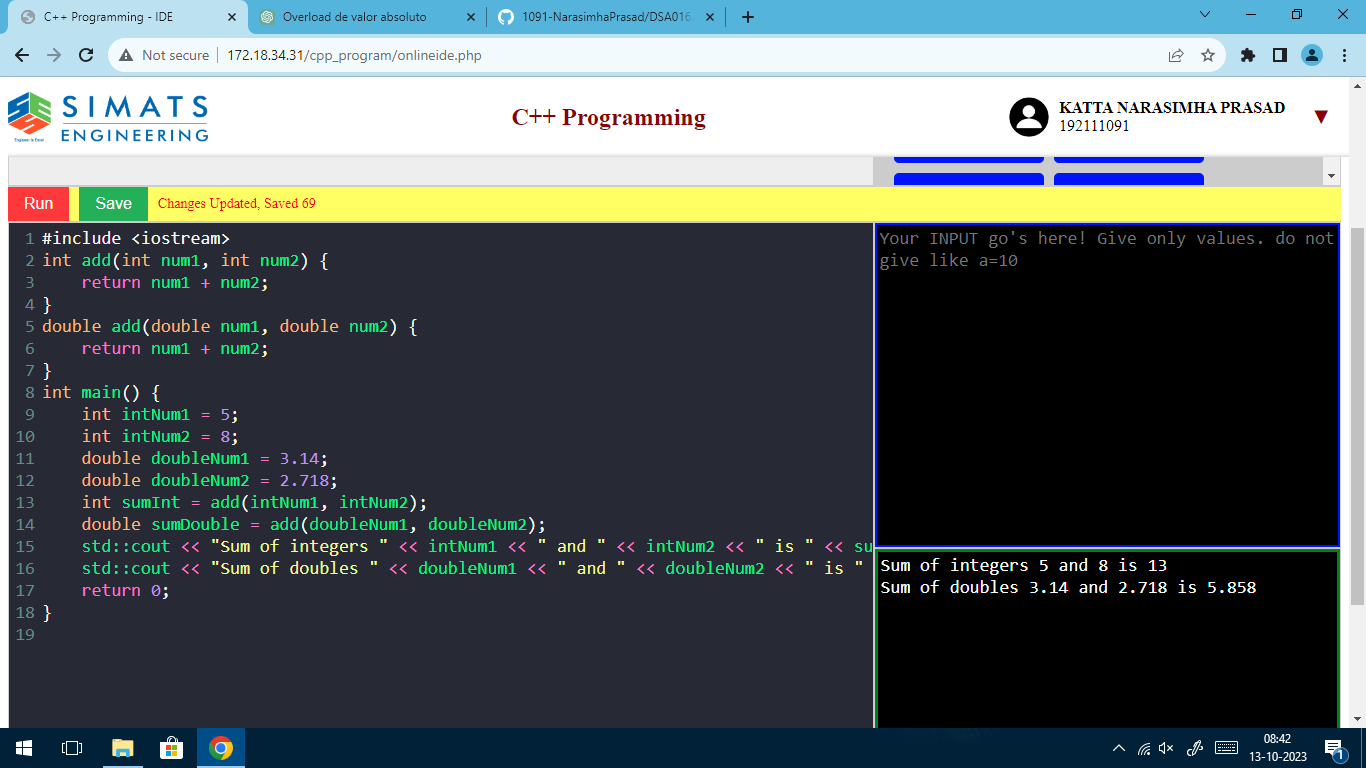 C++ Programming - IDE
Overload de valor absoluto
1091-NarasimhaPrasad/DSA016
Not secure
172.18.34.31/cpp_program/onlineide.php
SIMATS
ENGINEERING
Engineer to Excel
C++ Programming
KATTA NARASIMHA PRASAD
192111091
Run
Save
Changes Updated, Saved 69
1 #include <iostream>
2 int add(int num1, int num2) {
3     return num1 + num2;
4 }
5 double add(double num1, double num2) {
6     return num1 + num2;
7 }
8 int main() {
9     int intNum1 = 5;
10     int intNum2 = 8;
11     double doubleNum1 = 3.14;
12     double doubleNum2 = 2.718;
13     int sumInt = add(intNum1, intNum2);
14     double sumDouble = add(doubleNum1, doubleNum2);
15     std::cout << "Sum of integers " << intNum1 << " and " << intNum2 << " is " << su
16     std::cout << "Sum of doubles " << doubleNum1 << " and " << doubleNum2 << " is "
17     return 0;
18 }
19
Your INPUT go's here! Give only values. do not
give like a=10
Sum of integers 5 and 8 is 13
Sum of doubles 3.14 and 2.718 is 5.858
08:42
13-10-2023
1